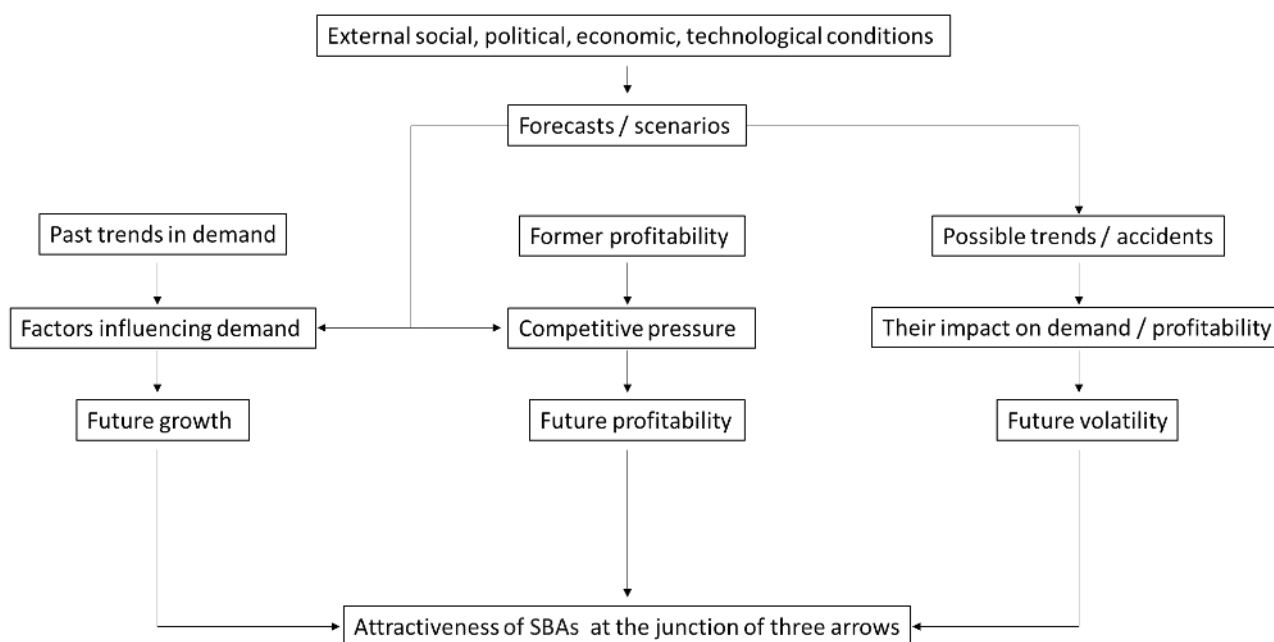 External social, political, economic, technological conditions
Forecasts / scenarios
Past trends in demand
Former profitability
Possible trends / accidents
Factors influencing demand
Competitive pressure
Their impact on demand / profitability
Future growth
Future profitability
Future volatility
Attractiveness of SBAs at the junction of three arrows